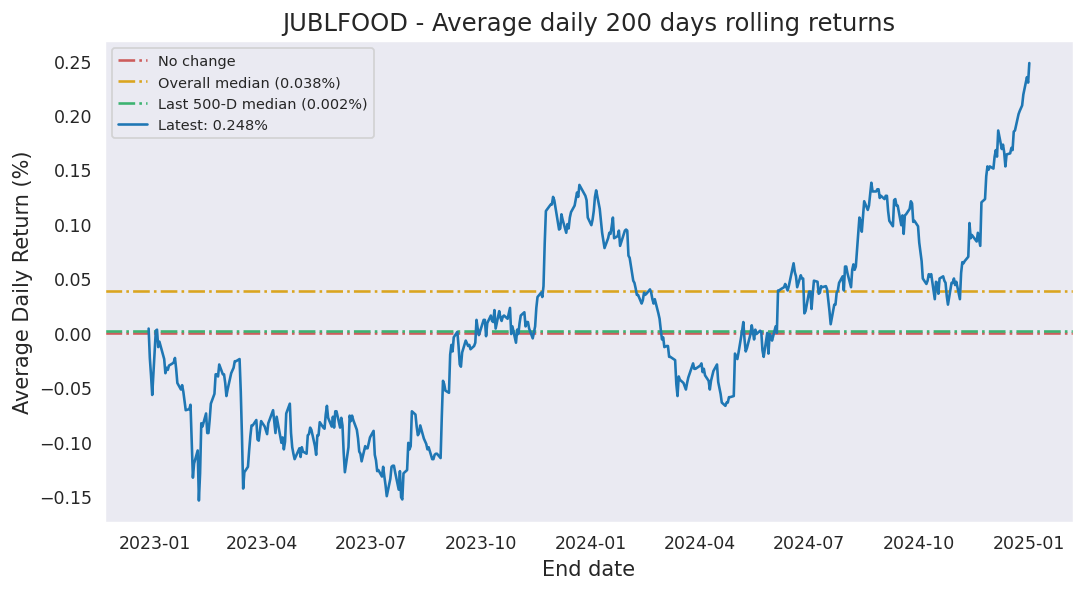 JUBLFOOD - Average daily 200 days rolling returns
No change
Overall median (0.038%)
Last 500-D median (0.002%)
Latest: 0.248%
Average Daily Return (%)
0.25
0.20
0.15
0.10
0.05
0.00
−0.05
−0.10
−0.15
2023-01 2023-04 2023-07 2023-10 2024-01 2024-04 2024-07 2024-10 2025-01
End date